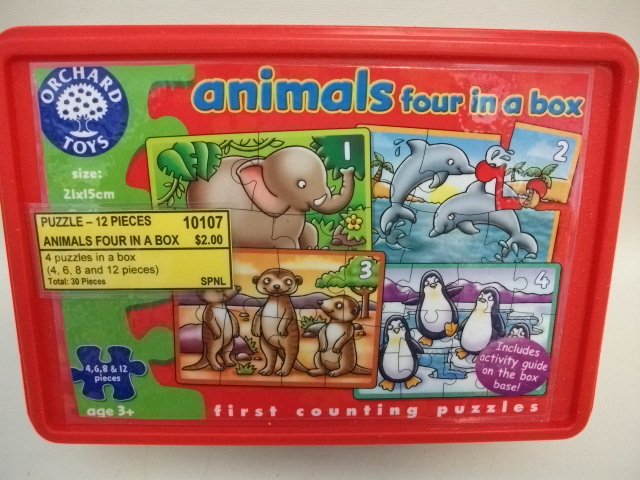 ORCHARD
TOYS
animals four in a box
size:
21x15cm
1
2
3
4
PUZZLE – 12 PIECES 10107
ANIMALS FOUR IN A BOX $2.00
4 puzzles in a box
(4, 6, 8 and 12 pieces)
Total: 30 Pieces SPNL
4,6,8 & 12
pieces
age 3+
Includes
activity guide
on the box
base!
first counting puzzles